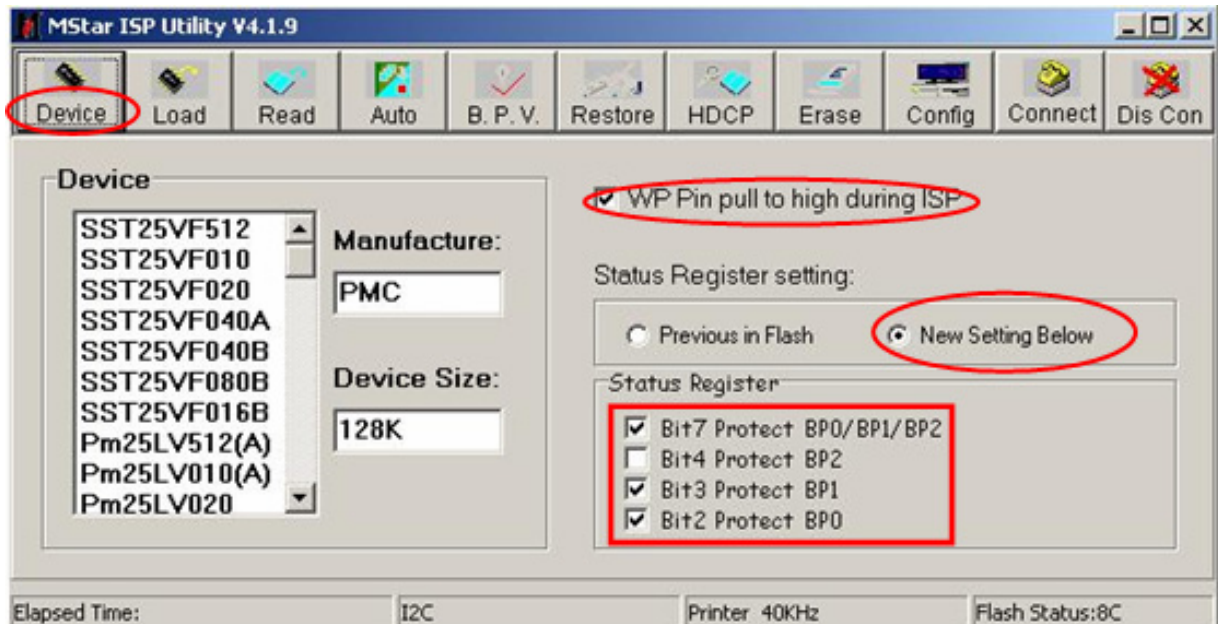 MStar ISP Utility V4.1.9
Device Load Read Auto B. P. V. Restore HDCP Erase Config Connect Dis Con
Device
SST25VF512
SST25VF010
SST25VF020
SST25VF040A
SST25VF040B
SST25VF080B
SST25VF016B
Pm25LV512(A)
Pm25LV010(A)
Pm25LV020
Manufacture:
PMC
Device Size:
128K
WP Pin pull to high during ISP
Status Register setting:
Previous in Flash New Setting Below
Status Register
Bit7 Protect BP0/BP1/BP2
Bit4 Protect BP2
Bit3 Protect BP1
Bit2 Protect BP0
Elapsed Time: I2C Printer 40KHz Flash Status:8C